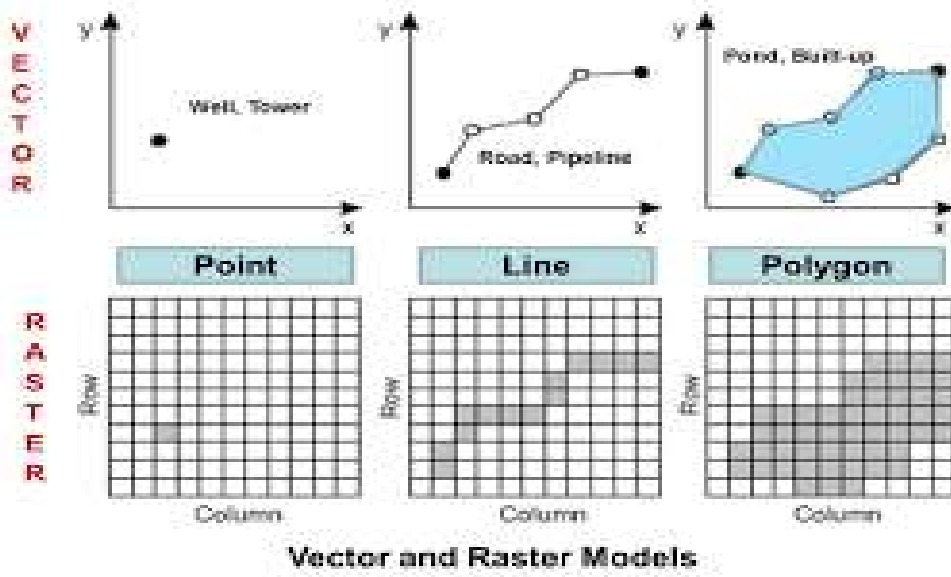 VECTOR
y
Well, Tower
x
y
Road, Pipeline
x
y
Pond, Built-up
x
Point
Line
Polygon
RASTER
Row
Column
Row
Column
Row
Column
Vector and Raster Models